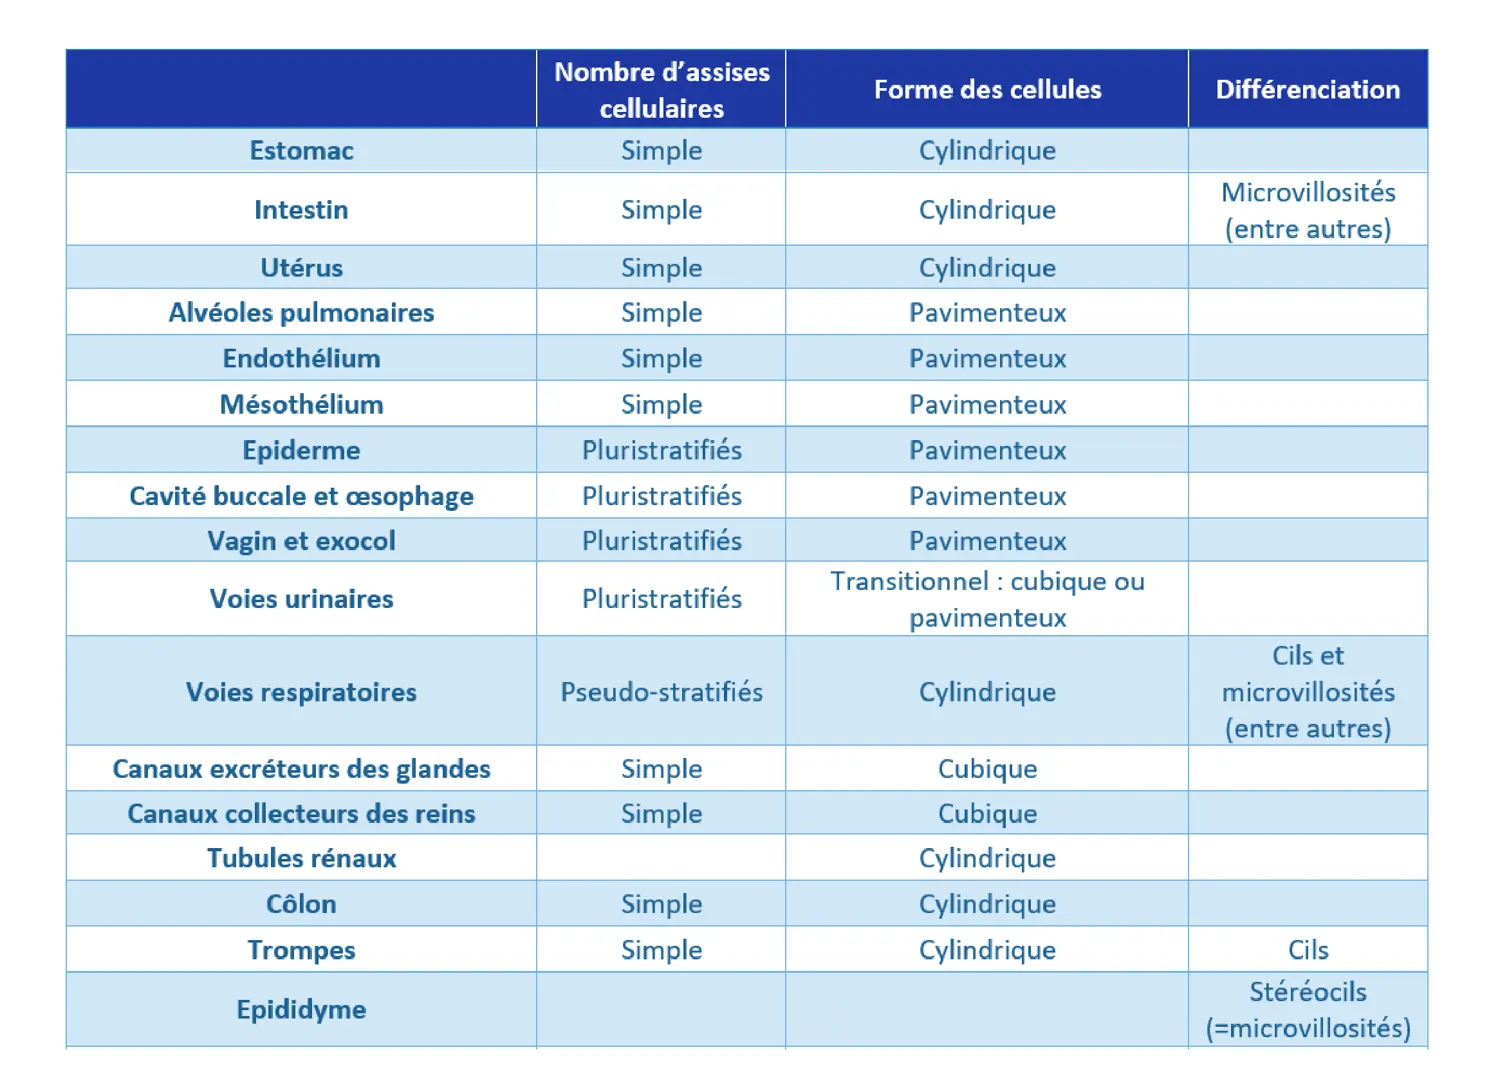 Nombre d’assises
cellulaires
Forme des cellules
Différenciation
Estomac
Simple
Cylindrique
Intestin
Simple
Cylindrique
Microvillosités
(entre autres)
Utérus
Simple
Cylindrique
Alvéoles pulmonaires
Simple
Pavimenteux
Endothélium
Simple
Pavimenteux
Mésothélium
Simple
Pavimenteux
Epiderme
Pluristratifiés
Pavimenteux
Cavité buccale et œsophage
Pluristratifiés
Pavimenteux
Vagin et exocol
Pluristratifiés
Pavimenteux
Voies urinaires
Pluristratifiés
Transitionnel : cubique ou
pavimenteux
Voies respiratoires
Pseudo-stratifiés
Cylindrique
Cils et
microvillosités
(entre autres)
Canaux excréteurs des glandes
Simple
Cubique
Canaux collecteurs des reins
Simple
Cubique
Tubules rénaux
Cylindrique
Côlon
Simple
Cylindrique
Trompes
Simple
Cylindrique
Cils
Epididyme
Stéréocils
(=microvillosités)